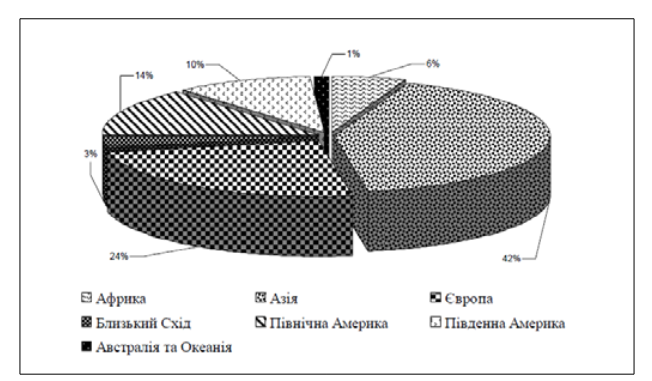 1%
10%
6%
14%
3%
24%
42%
Африка Азія Європа
Близький Схід Північна Америка Південна Америка
Австралія та Океанія